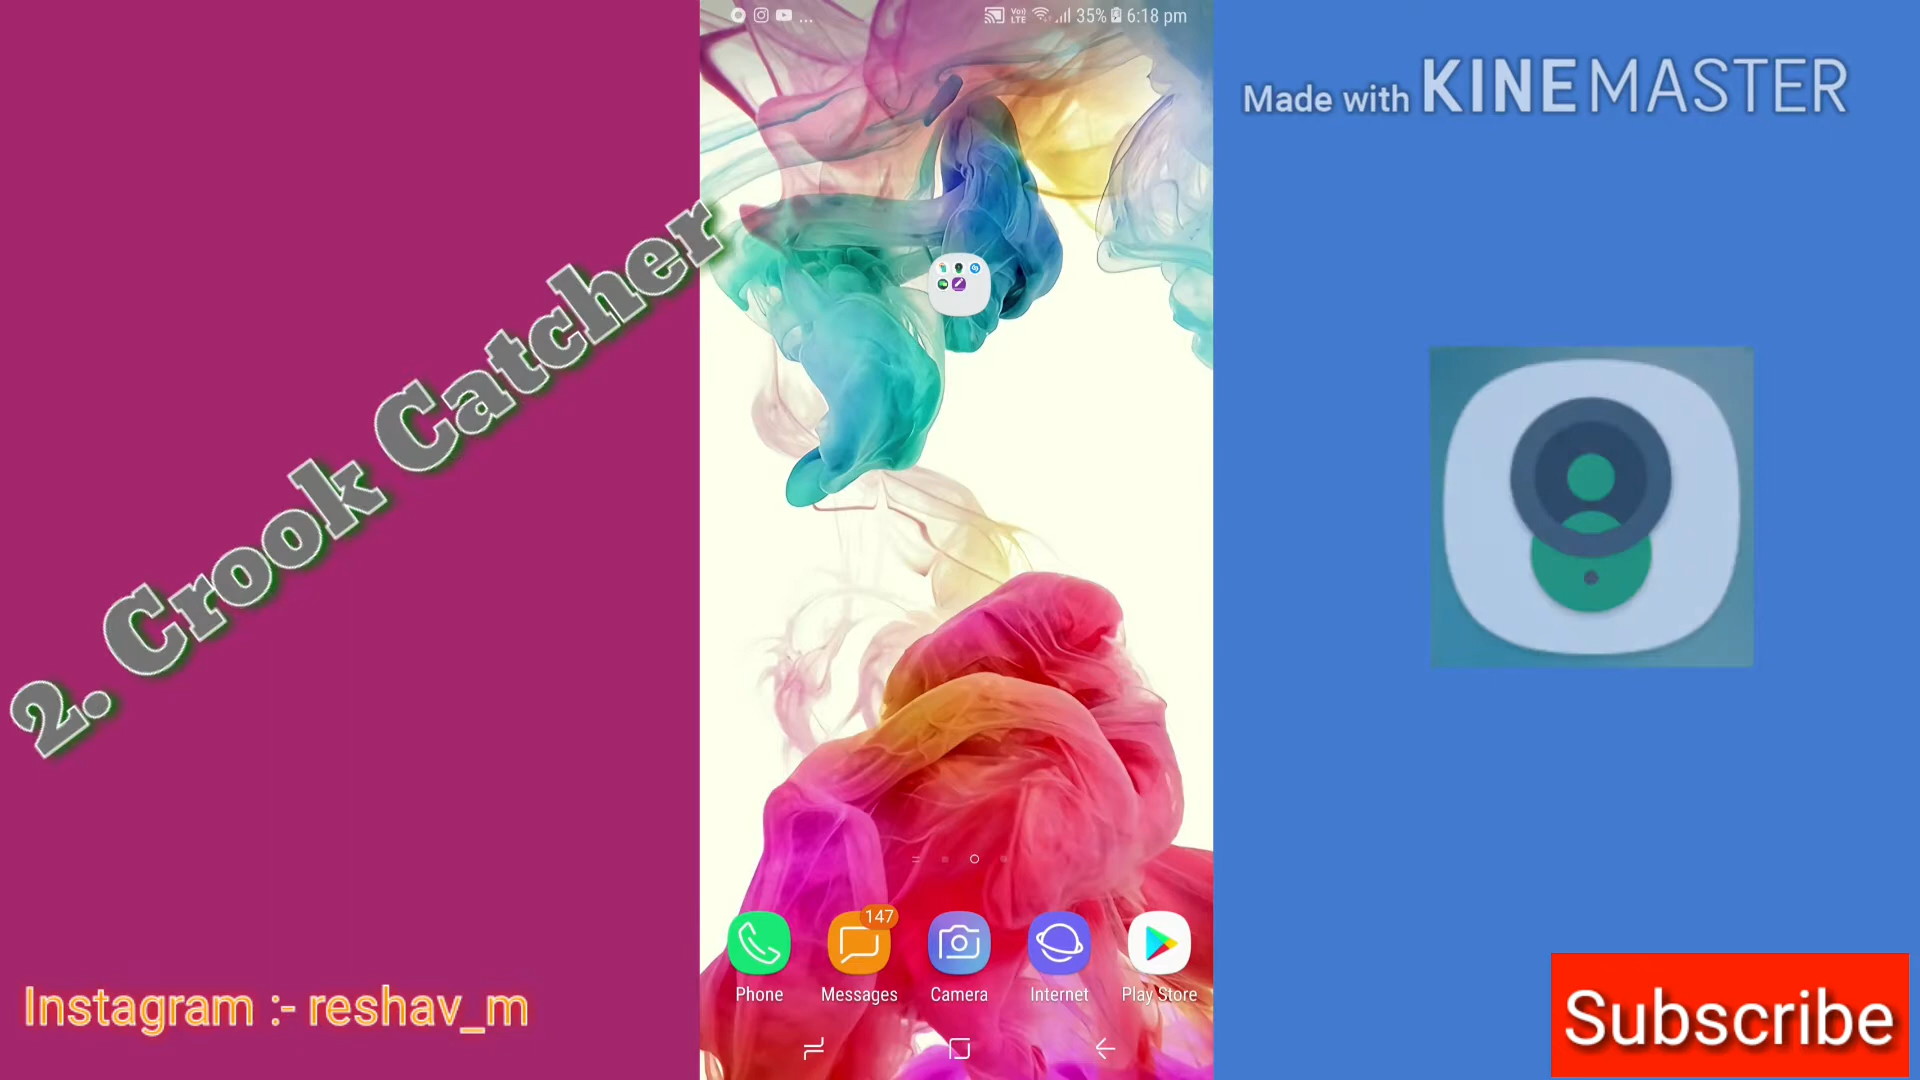 35% 6:18 pm
Made with KINEMASTER
2. Crook Catcher
147
Phone Messages Camera Internet Play Store
Instagram :- reshav_m
Subscribe